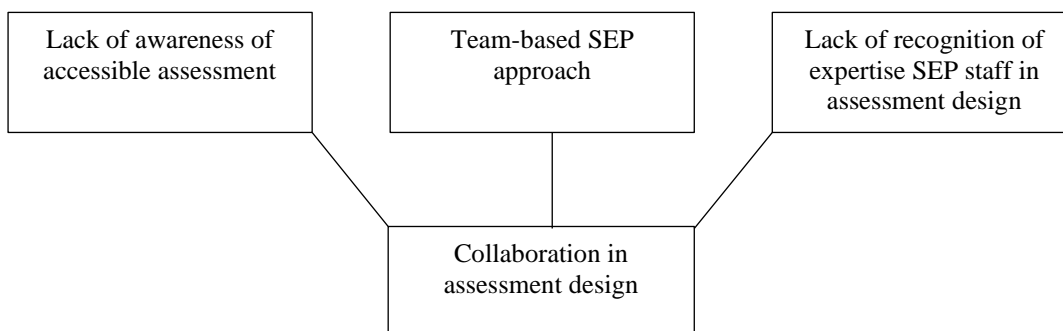 Lack of awareness of
accessible assessment
Team-based SEP
approach
Lack of recognition of
expertise SEP staff in
assessment design
Collaboration in
assessment design